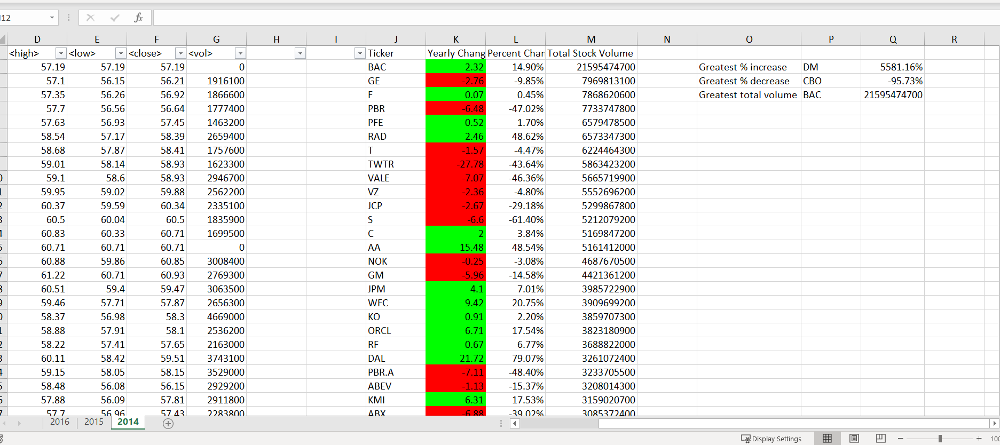 12 fx
D E F G H I J K L M N O P Q R
<high> <low> <close> <vol> Ticker Yearly Chang Percent Char Total Stock Volume
57.19 57.19 57.19 0 BAC 2.32 14.90% 21595474700 Greatest % increase DM 5581.16%
57.1 56.15 56.21 1916100 GE -2.76 -9.85% 7969813100 Greatest % decrease CBO -95.73%
57.35 56.26 56.92 1866600 F 0.07 0.45% 7868620600 Greatest total volume BAC 21595474700
57.7 56.56 56.64 1777400 PBR -6.48 -47.02% 7733747800
57.63 56.93 57.45 1463200 PFE 0.52 1.70% 6579478500
58.54 57.17 58.39 2659400 RAD 2.46 48.62% 6573347300
58.68 57.87 58.41 1757600 T -1.57 -4.47% 6224464300
59.01 58.14 58.93 1623300 TWTR -27.78 -43.64% 5863423200
59.1 58.6 58.93 2946700 VALE -7.07 -46.36% 5665719900
59.95 59.02 59.88 2562200 VZ -2.36 -4.80% 5552696200
60.37 59.59 60.34 2335100 JCP -2.67 -29.18% 5299867800
60.5 60.04 60.5 1835900 S -6.6 -61.40% 5212079200
60.83 60.33 60.71 1699500 C 2 3.84% 5169847200
60.71 60.71 60.71 0 AA 15.48 48.54% 5161412000
60.88 59.86 60.85 3008400 NOK -0.25 -3.08% 4687670500
61.22 60.71 60.93 2769300 GM -5.96 -14.58% 4421361200
60.51 59.4 59.47 3063500 JPM 4.1 7.01% 3985722900
59.46 57.71 57.87 2656300 WFC 9.42 20.75% 3909699200
58.37 56.98 58.3 4669000 KO 0.91 2.20% 3859707300
58.88 57.91 58.1 2536200 ORCL 6.71 17.54% 3823180900
58.22 57.41 57.65 2163000 RF 0.67 6.77% 3688822000
60.11 58.42 59.51 3743100 DAL 21.72 79.07% 3261072400
59.15 58.05 58.15 3529000 PBR.A -7.11 -48.40% 3233705500
58.48 56.08 56.15 2929200 ABEV -1.13 -15.37% 3208014300
57.88 56.09 57.81 2911800 KMI 6.31 17.53% 3159020700
57.7 56.96 57.43 2283800 ABX -6.88 -39.02% 3085372400
2016 2015 2014
Display Settings